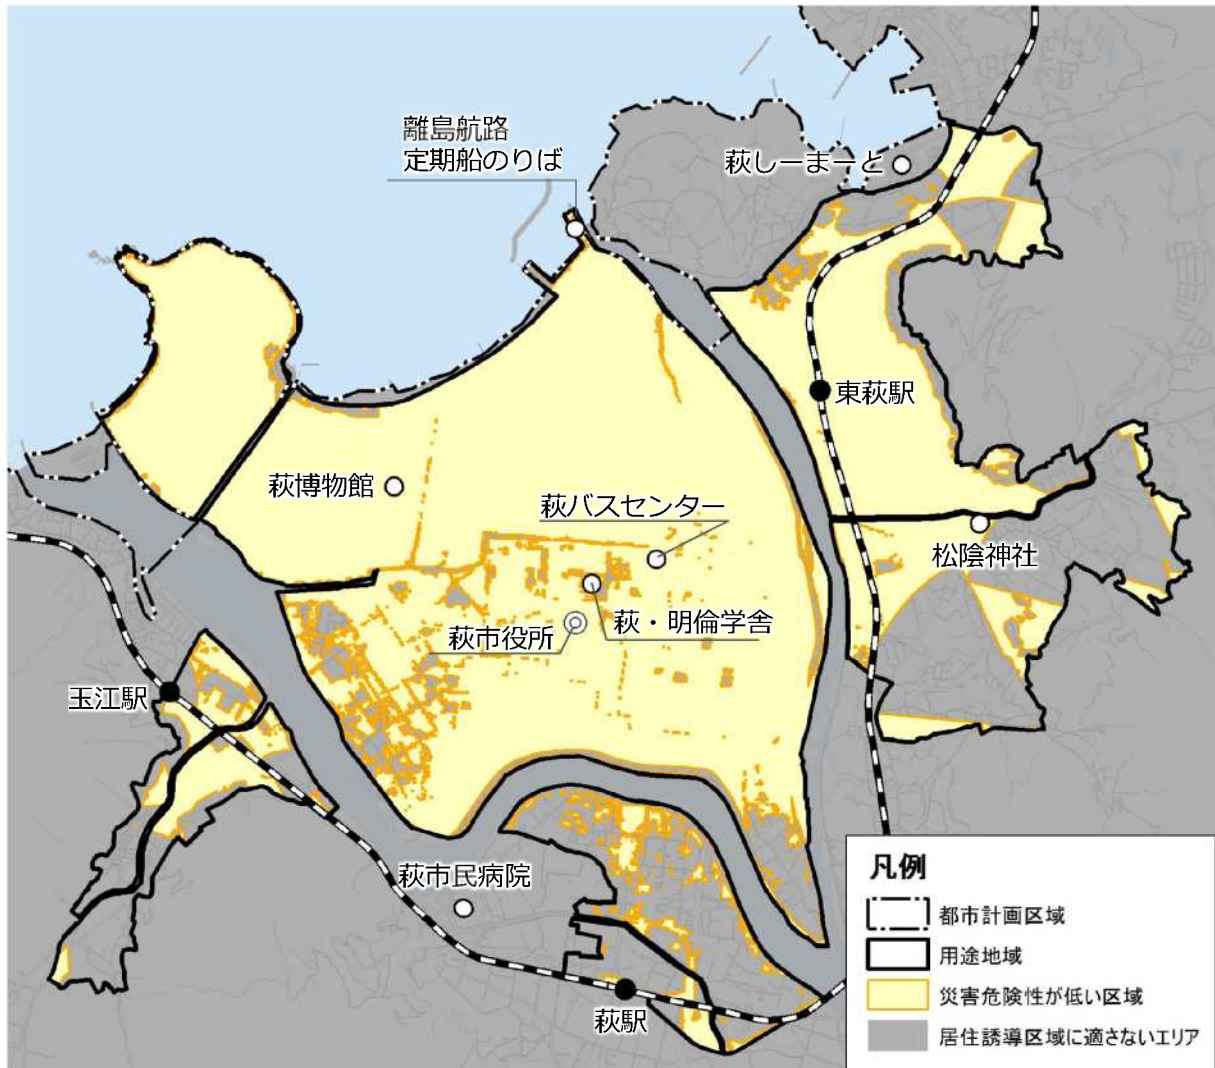 離島航路
定期船のりば
萩しーまーと
東萩駅
萩博物館
萩バスセンター
松陰神社
萩・明倫学舎
萩市役所
玉江駅
萩市民病院
萩駅
凡例
都市計画区域
用途地域
災害危険性が低い区域
居住誘導区域に適さないエリア